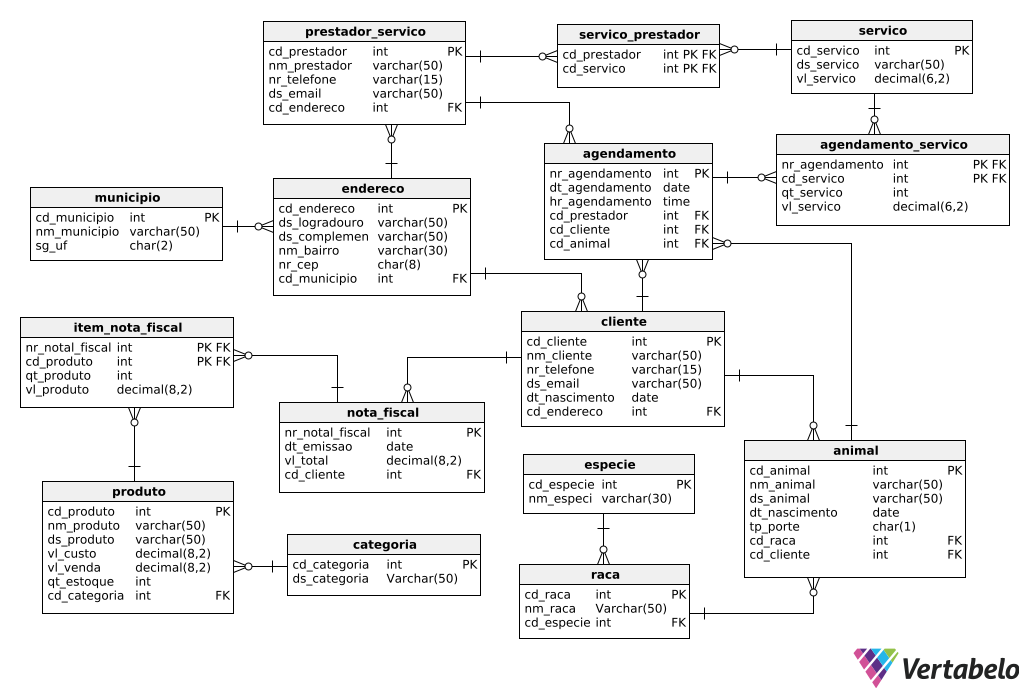 prestador_servico
cd_prestador int PK
nm_prestador varchar(50)
nr_telefone varchar(15)
ds_email varchar(50)
cd_endereco int FK
servico_prestador
cd_prestador int PK FK
cd_servico int PK FK
servico
cd_servico int PK
ds_servico varchar(50)
vl_servico decimal(6,2)
agendamento
nr_agendamento int PK
dt_agendamento date
hr_agendamento time
cd_prestador int FK
cd_cliente int FK
cd_animal int FK
agendamento_servico
nr_agendamento int PK FK
cd_servico int PK FK
qt_servico int
vl_servico decimal(6,2)
municipio
cd_municipio int PK
nm_municipio varchar(50)
sg_uf char(2)
endereco
cd_endereco int PK
ds_logradouro varchar(50)
ds_complemen varchar(50)
nm_bairro varchar(30)
nr_cep char(8)
cd_municipio int FK
item_nota_fiscal
nr_notal_fiscal int PK FK
cd_produto int PK FK
qt_produto int
vl_produto decimal(8,2)
cliente
cd_cliente int PK
nm_cliente varchar(50)
nr_telefone varchar(15)
ds_email varchar(50)
dt_nascimento date
cd_endereco int FK
nota_fiscal
nr_notal_fiscal int PK
dt_emissao date
vl_total decimal(8,2)
cd_cliente int FK
animal
cd_animal int PK
nm_animal varchar(50)
ds_animal varchar(50)
dt_nascimento date
tp_porte char(1)
cd_raca int FK
cd_cliente int FK
especie
cd_especie int PK
nm_especi varchar(30)
produto
cd_produto int PK
nm_produto varchar(50)
ds_produto varchar(50)
vl_custo decimal(8,2)
vl_venda decimal(8,2)
qt_estoque int
cd_categoria int FK
categoria
cd_categoria int PK
ds_categoria Varchar(50)
raca
cd_raca int PK
nm_raca Varchar(50)
cd_especie int FK
Vertabelo